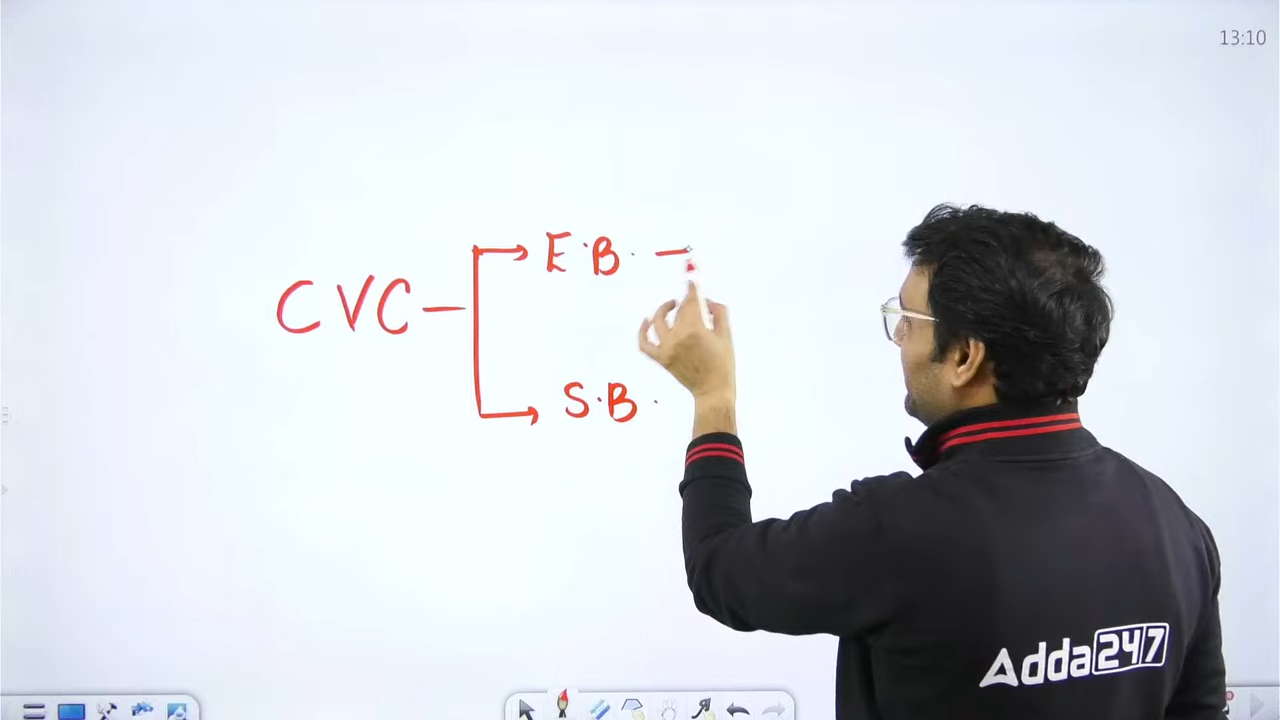 13:10
E.B. —
CVC —
S.B.
Adda247